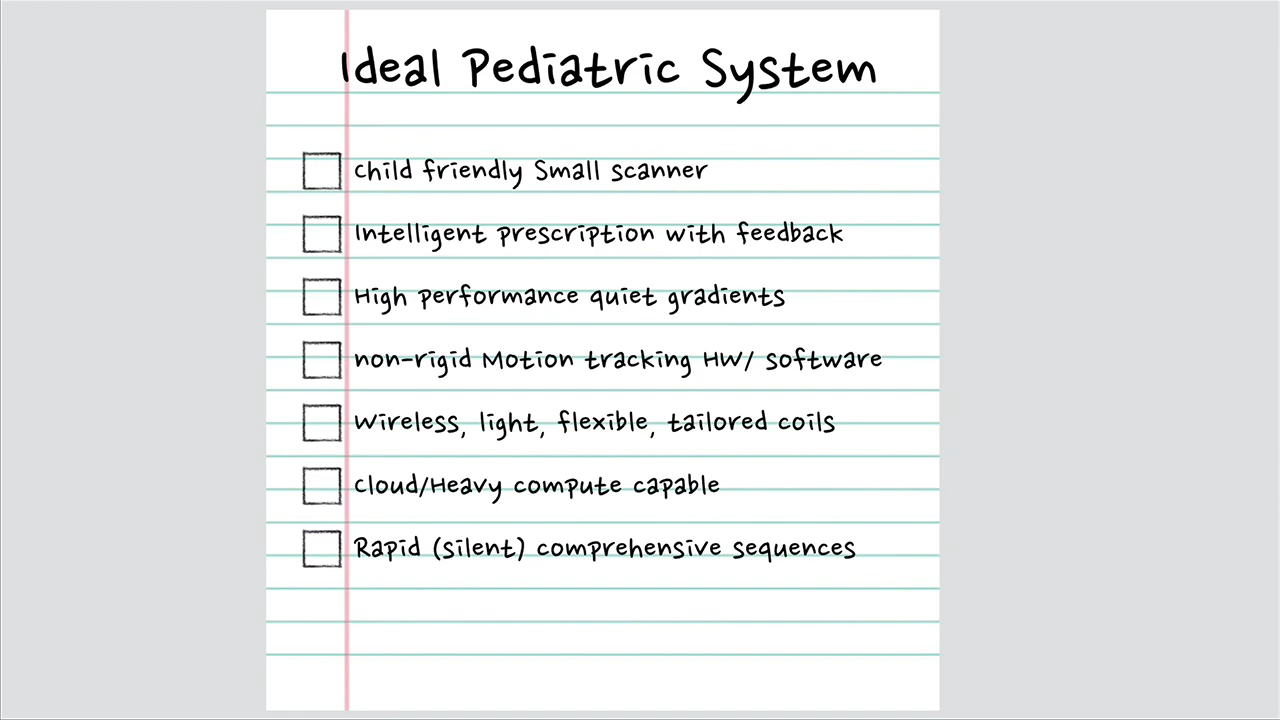 Ideal Pediatric System
Child friendly Small scanner
Intelligent prescription with feedback
High performance quiet gradients
non-rigid Motion tracking HW/ software
Wireless, light, flexible, tailored coils
Cloud/Heavy compute capable
Rapid (silent) comprehensive sequences